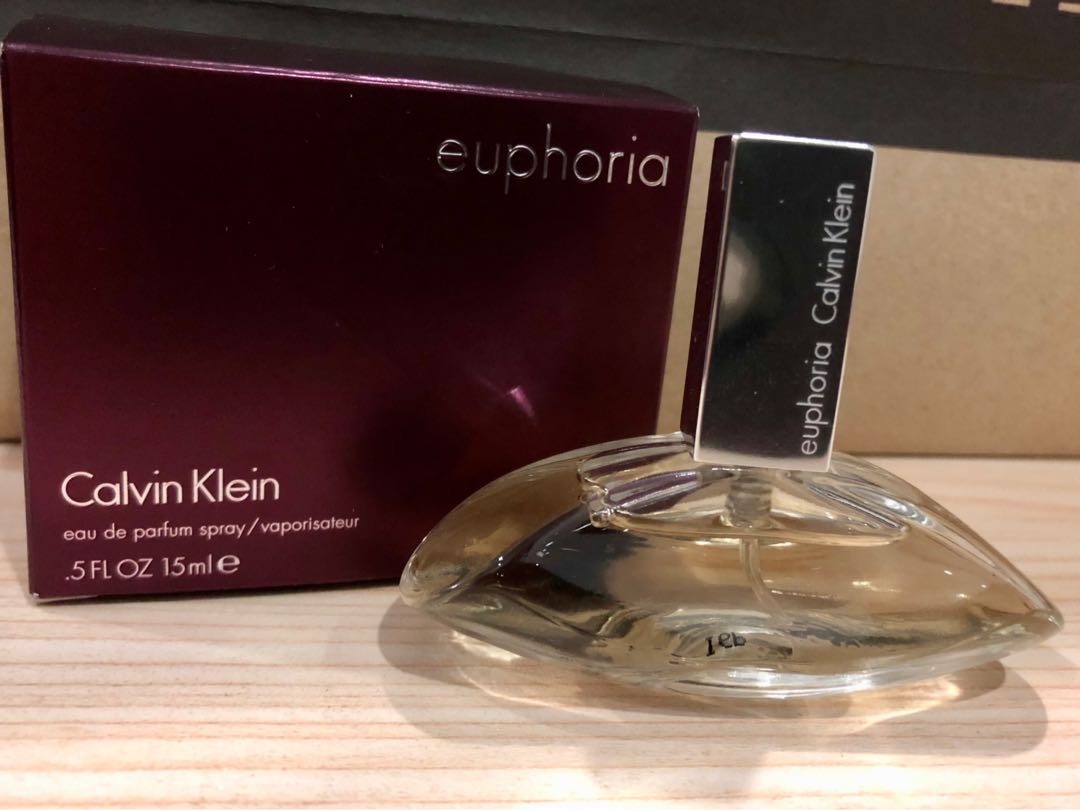 euphoria
Calvin Klein
eau de parfum spray/vaporisateur
.5 FL OZ 15ml e
euphoria Calvin Klein